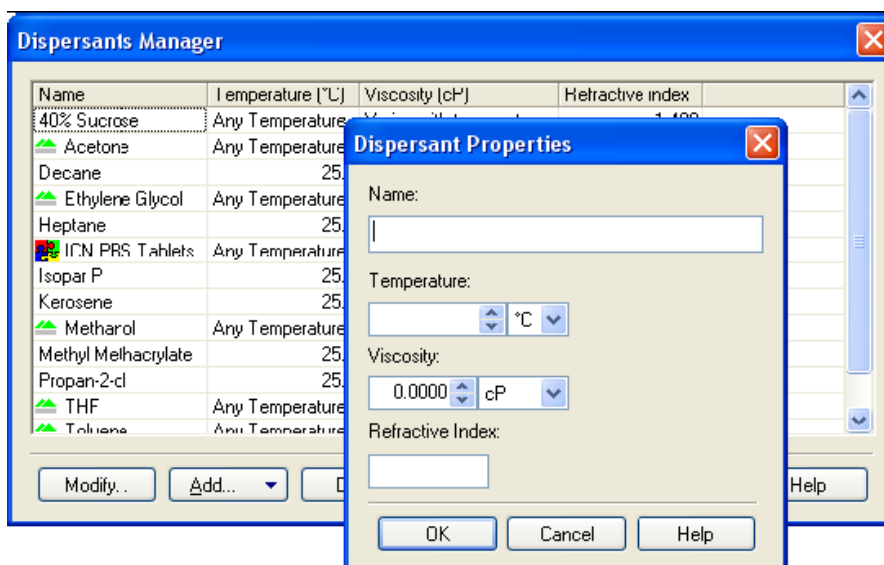 Dispersants Manager
Name Temperature (°C) Viscosity (cP) Refractive index
40% Sucrose Any Temperature
Acetone Any Temperature
Decane 25.
Ethylene Glycol Any Temperature
Heptane 25.
ICN PBS Tablets Any Temperature
Isopar P 25.
Kerosene 25.
Methanol Any Temperature
Methyl Methacrylate 25.
Propan-2-ol 25.
THF Any Temperature
Toluene Any Temperature
Modify.. Add... Help
Dispersant Properties
Name:
Temperature:
°C
Viscosity:
0.0000 cP
Refractive Index:
OK Cancel Help